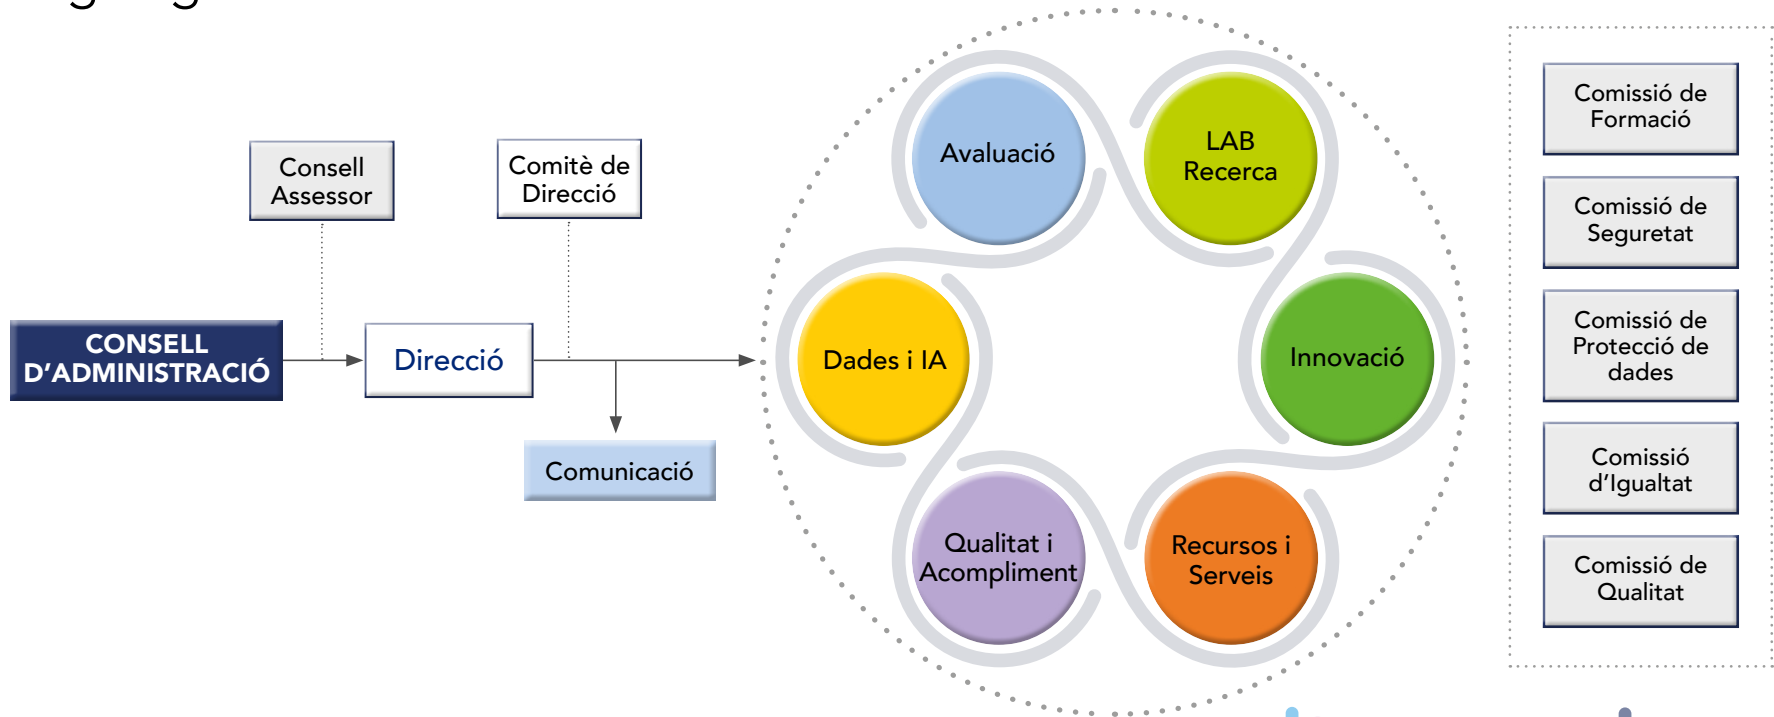 Consell
Assessor
Comitè de
Direcció
CONSELL
D'ADMINISTRACIÓ
Direcció
Comunicació
Avaluació
LAB
Recerca
Dades i IA
Innovació
Qualitat i
Acompliment
Recursos i
Serveis
Comissió de
Formació
Comissió de
Seguretat
Comissió de
Protecció de
dades
Comissió
d'Igualtat
Comissió de
Qualitat